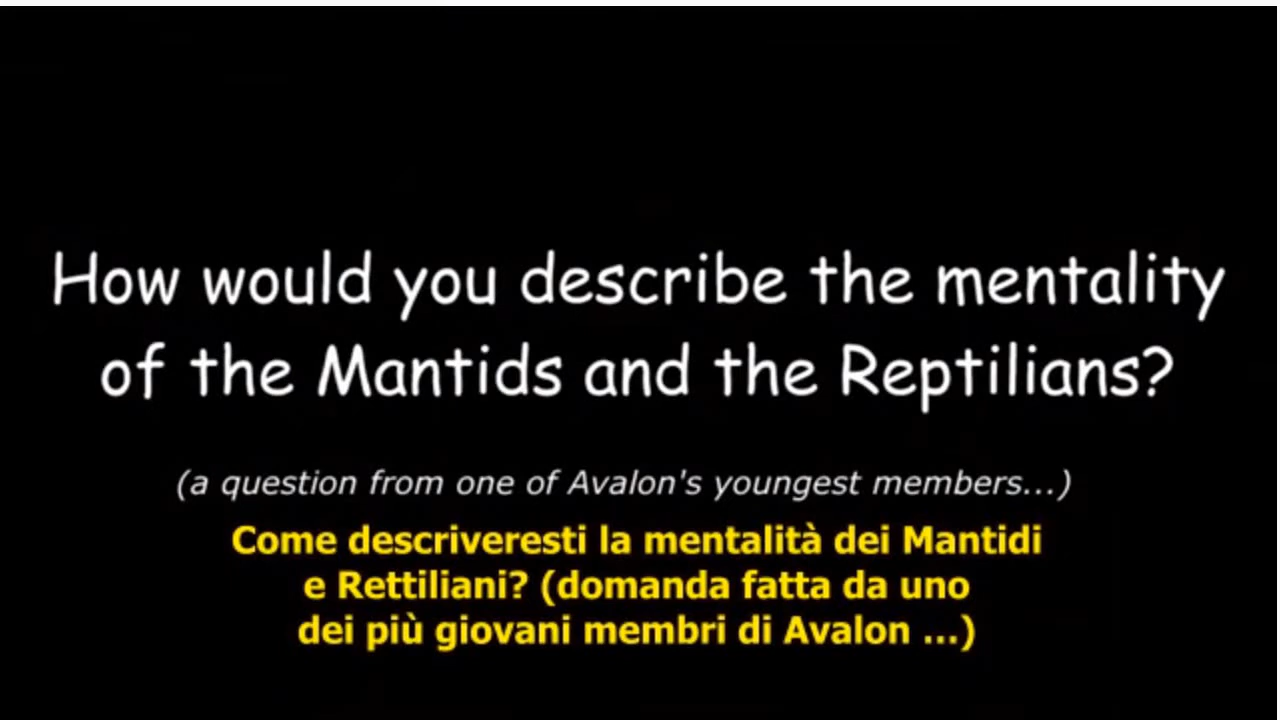 How would you describe the mentality
of the Mantids and the Reptilians?
(a question from one of Avalon's youngest members...)
Come descriveresti la mentalità dei Mantidi
e Rettiliani? (domanda fatta da uno
dei più giovani membri di Avalon ...)